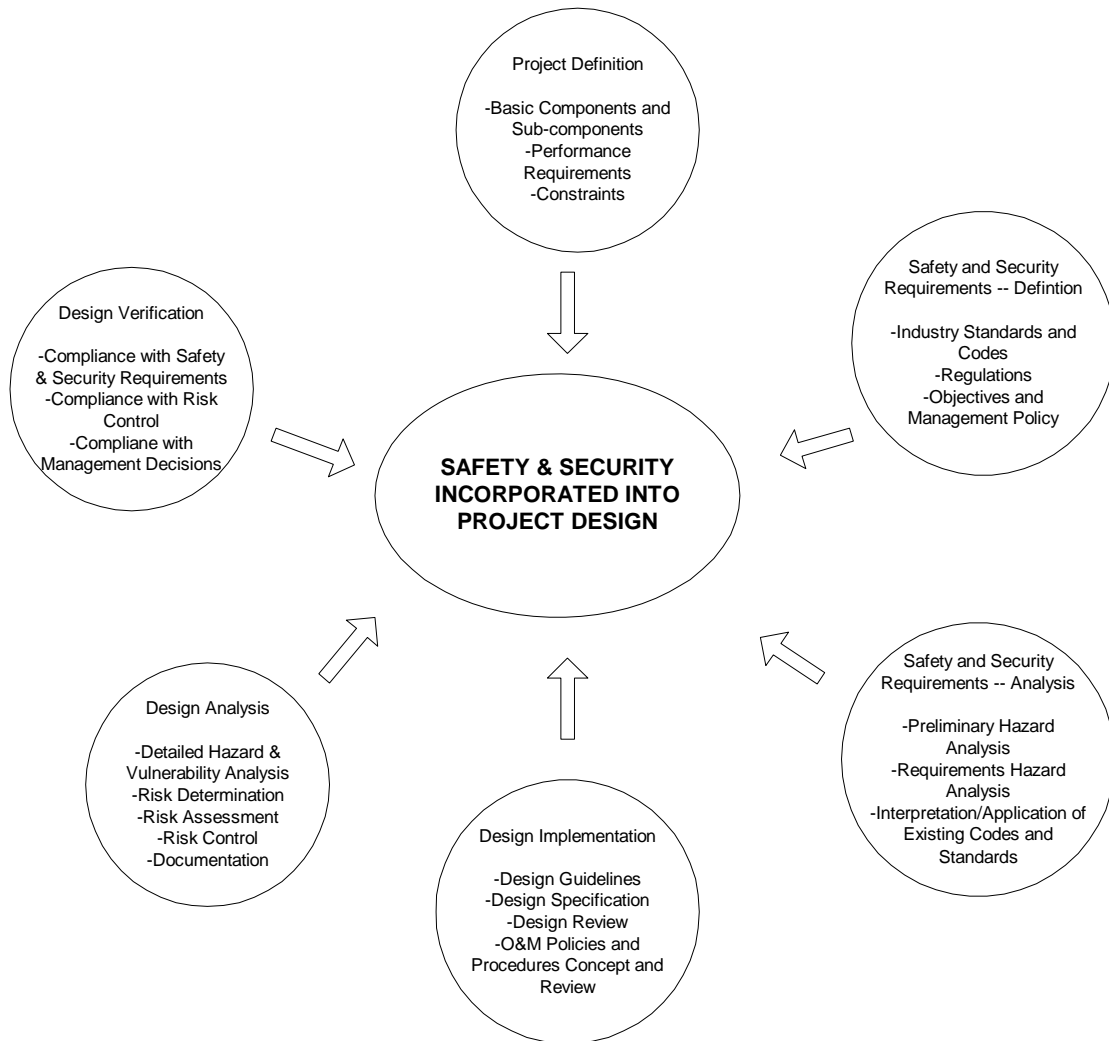 Project Definition
-Basic Components and
Sub-components
-Performance
Requirements
-Constraints
Safety and Security
Requirements -- Defintion
-Industry Standards and
Codes
-Regulations
-Objectives and
Management Policy
Design Verification
-Compliance with Safety
& Security Requirements
-Compliance with Risk
Control
-Compliane with
Management Decisions
SAFETY & SECURITY
INCORPORATED INTO
PROJECT DESIGN
Safety and Security
Requirements -- Analysis
-Preliminary Hazard
Analysis
-Requirements Hazard
Analysis
-Interpretation/Application of
Existing Codes and
Standards
Design Analysis
-Detailed Hazard &
Vulnerability Analysis
-Risk Determination
-Risk Assessment
-Risk Control
-Documentation
Design Implementation
-Design Guidelines
-Design Specification
-Design Review
-O&M Policies and
Procedures Concept and
Review